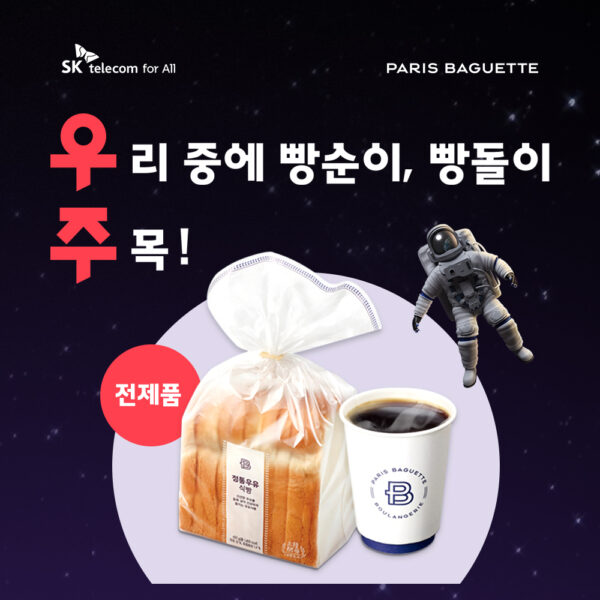 SK telecom for All
PARIS BAGUETTE
우리 중에 빵순이, 빵돌이
주목!
전제품
B
정통우유
식빵
PARIS BAGUETTE
B
BOULANGERIE